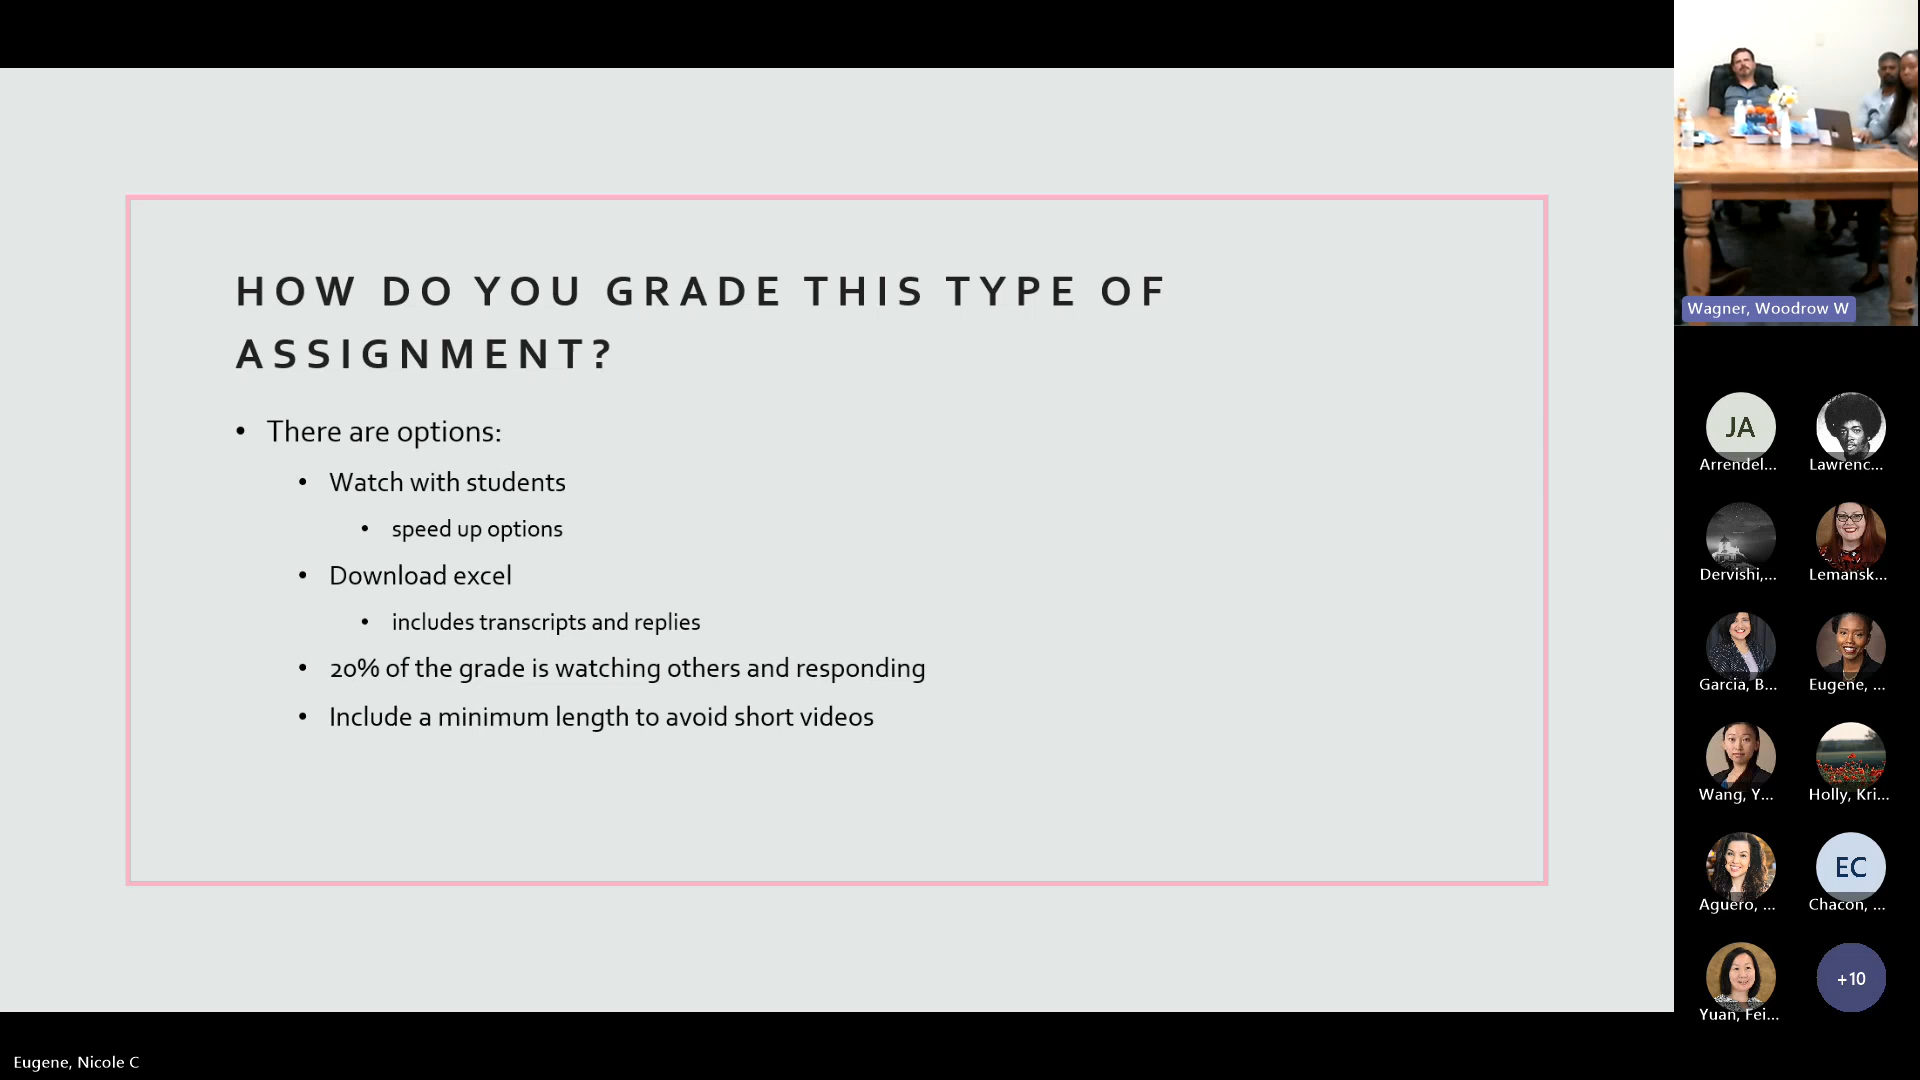 HOW DO YOU GRADE THIS TYPE OF
ASSIGNMENT?
• There are options:
• Watch with students
• speed up options
• Download excel
• includes transcripts and replies
• 20% of the grade is watching others and responding
• Include a minimum length to avoid short videos
Wagner, Woodrow W
JA
Arrendel...
Lawrenc...
Dervishi,...
Lemansk...
Garcia, B...
Eugene, ...
Wang, Y...
Holly, Kri...
Aguero, ...
EC
Chacon, ...
Yuan, Fei...
+10
Eugene, Nicole C